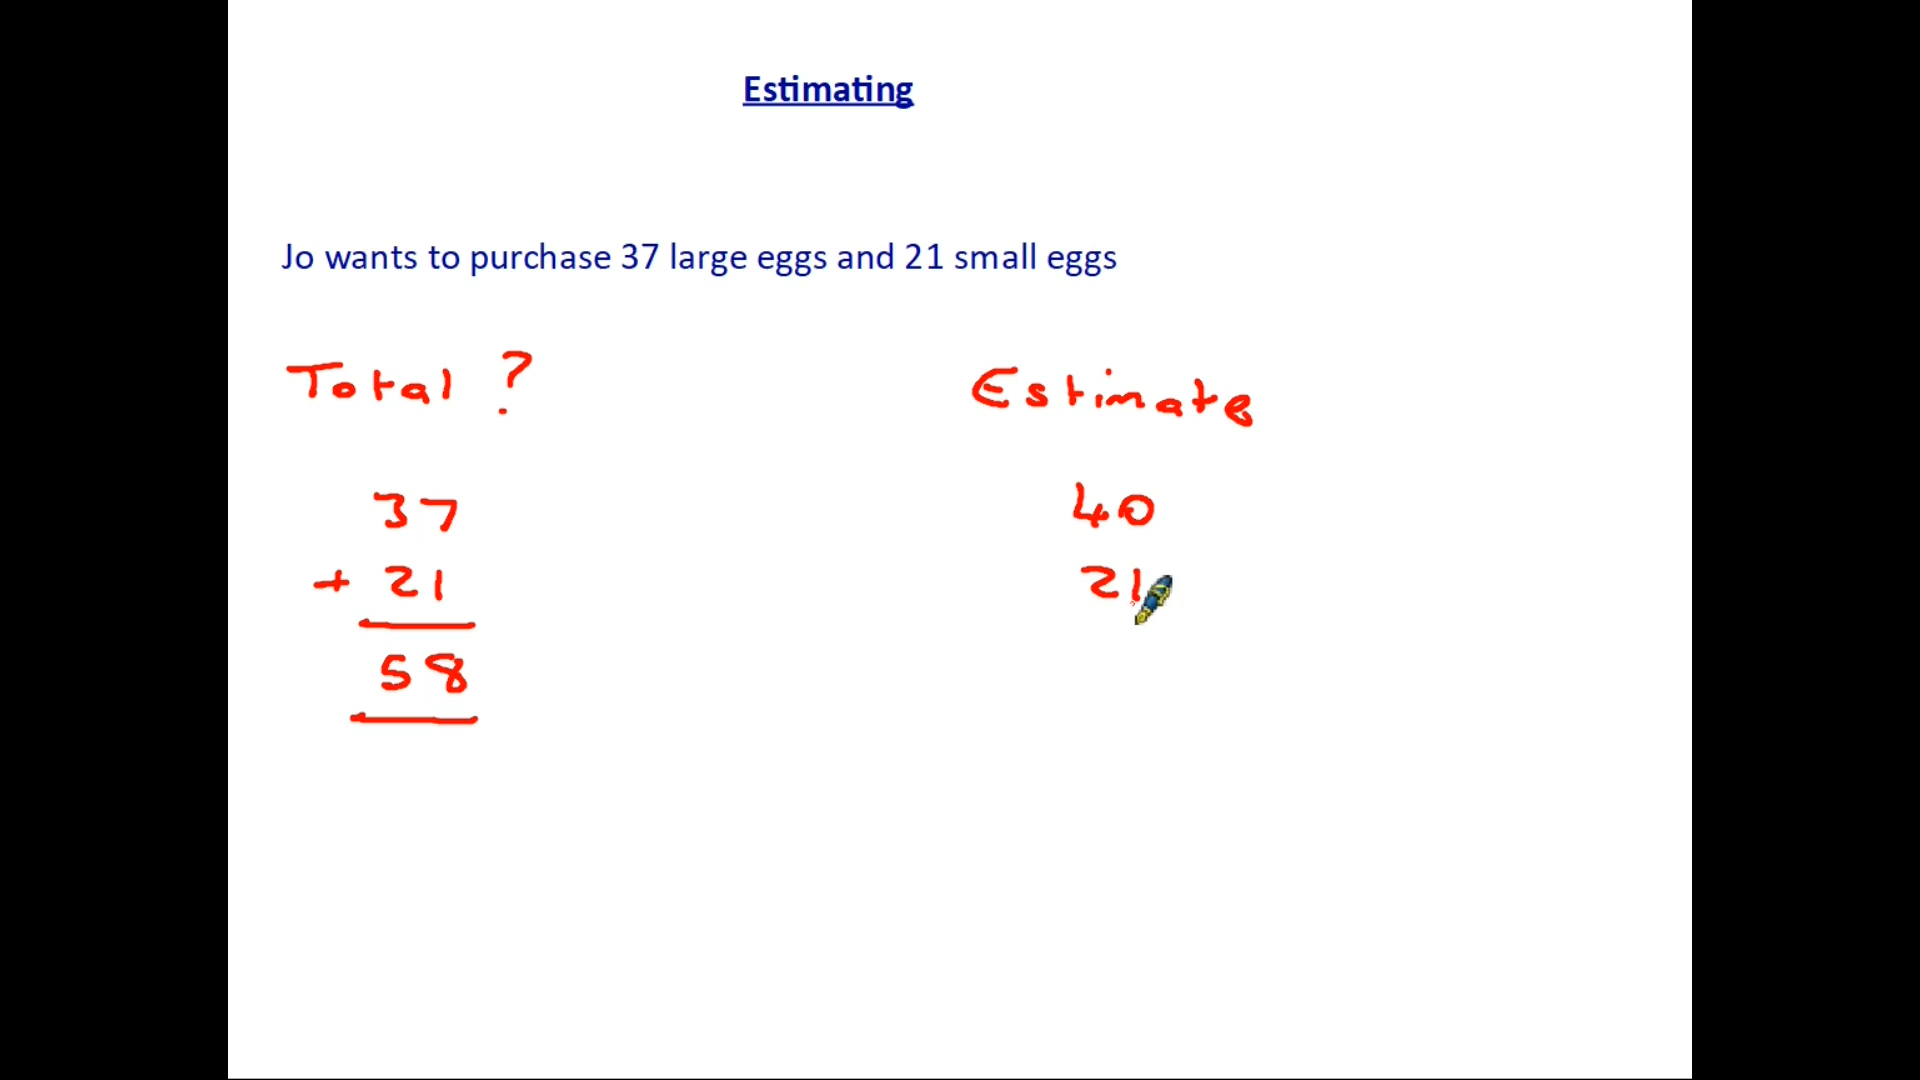 Estimating
Jo wants to purchase 37 large eggs and 21 small eggs
Total ?
Estimate
37
40
+ 21
21
58